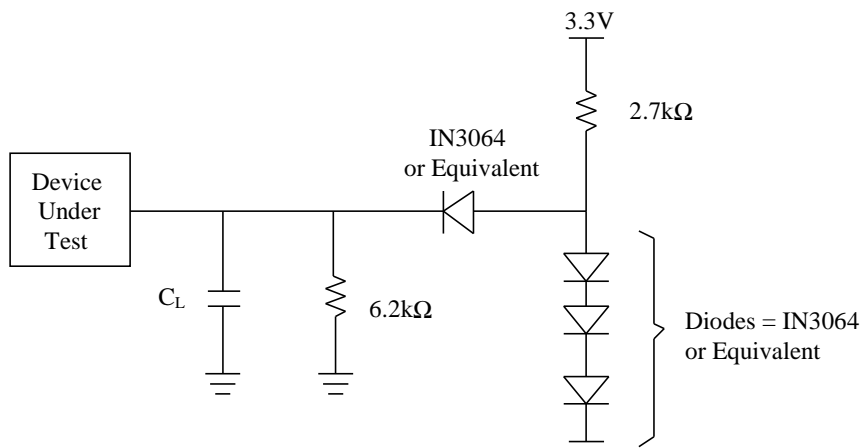 3.3V
2.7kΩ
IN3064
or Equivalent
Device
Under
Test
C_L
6.2kΩ
Diodes = IN3064
or Equivalent